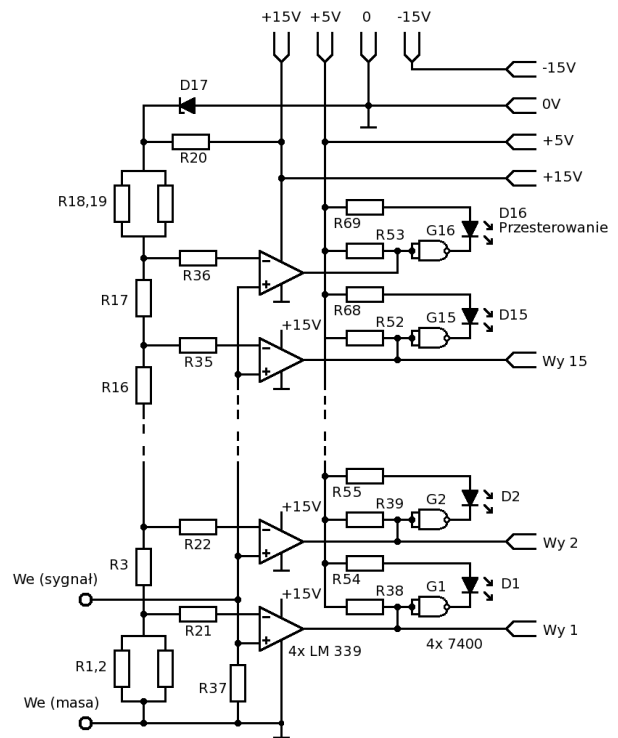 +15V +5V 0 -15V
-15V
D17
0V
+5V
R20
+15V
R18,19
R69
D16
Przesterowanie
R53 G16
R36
R17
R68
+15V
R52 G15 D15
R35
Wy 15
R16
R55
+15V
R39 G2 D2
R22
Wy 2
R3
R54
We (sygnał)
+15V
R38 G1 D1
R21
Wy 1
4x LM 339
4x 7400
R1,2
R37
We (masa)